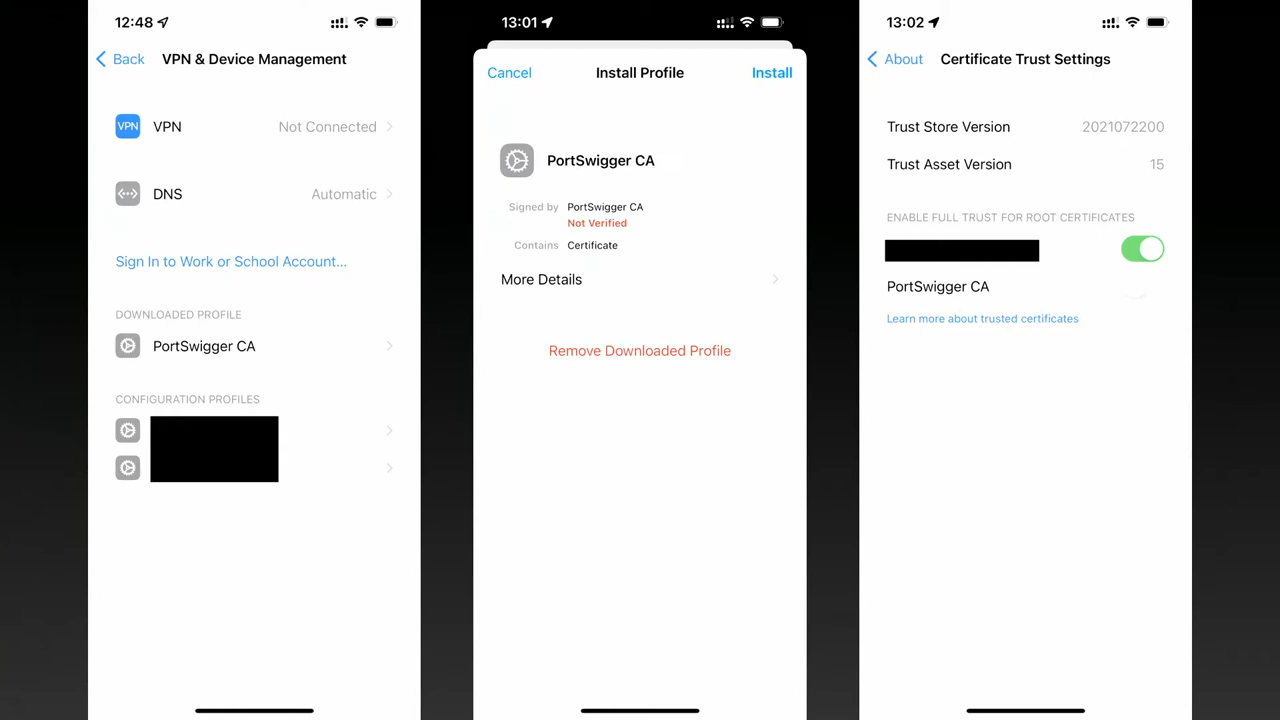 12:48
Back
VPN & Device Management
VPN
VPN
Not Connected
DNS
Automatic
Sign In to Work or School Account...
DOWNLOADED PROFILE
PortSwigger CA
CONFIGURATION PROFILES
13:01
Cancel
Install Profile
Install
PortSwigger CA
Signed by PortSwigger CA
Not Verified
Contains Certificate
More Details
Remove Downloaded Profile
13:02
About
Certificate Trust Settings
Trust Store Version 2021072200
Trust Asset Version 15
ENABLE FULL TRUST FOR ROOT CERTIFICATES
PortSwigger CA
Learn more about trusted certificates